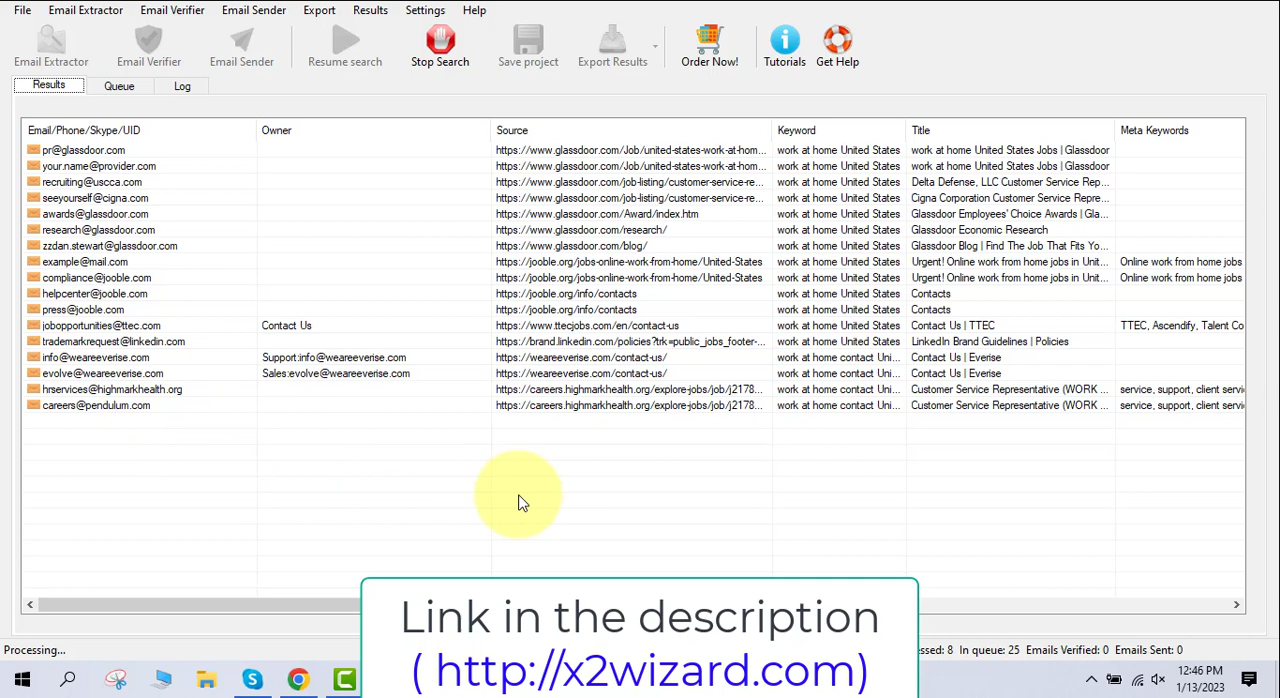 File Email Extractor Email Verifier Email Sender Export Results Settings Help
Email Extractor Email Verifier Email Sender Resume search Stop Search Save project Export Results Order Now! Tutorials Get Help
Results Queue Log
Email/Phone/Skype/UID Owner Source Keyword Title Meta Keywords
pr@glassdoor.com https://www.glassdoor.com/Job/united-states-work-at-hom... work at home United States work at home United States Jobs | Glassdoor
your.name@provider.com https://www.glassdoor.com/Job/united-states-work-at-hom... work at home United States work at home United States Jobs | Glassdoor
recruiting@uscca.com https://www.glassdoor.com/job-listing/customer-service-re... work at home United States Delta Defense, LLC Customer Service Rep...
seeyourself@cigna.com https://www.glassdoor.com/job-listing/customer-service-re... work at home United States Cigna Corporation Customer Service Repre...
awards@glassdoor.com https://www.glassdoor.com/Award/index.htm work at home United States Glassdoor Employees' Choice Awards | Gla...
research@glassdoor.com https://www.glassdoor.com/research/ work at home United States Glassdoor Economic Research
zzdan.stewart@glassdoor.com https://www.glassdoor.com/blog/ work at home United States Glassdoor Blog | Find The Job That Fits Yo...
example@mail.com https://jooble.org/jobs-online-work-from-home/United-States work at home United States Urgent! Online work from home jobs in Unit... Online work from home jobs
compliance@jooble.com https://jooble.org/jobs-online-work-from-home/United-States work at home United States Urgent! Online work from home jobs in Unit... Online work from home jobs
helpcenter@jooble.com https://jooble.org/info/contacts work at home United States Contacts
press@jooble.com https://jooble.org/info/contacts work at home United States Contacts
jobopportunities@ttec.com Contact Us https://www.ttecjobs.com/en/contact-us work at home United States Contact Us | TTEC TTEC, Ascendify, Talent Co
trademarkrequest@linkedin.com https://brand.linkedin.com/policies?trk=public_jobs_footer-... work at home United States LinkedIn Brand Guidelines | Policies
info@weareeverise.com Support:info@weareeverise.com https://weareeverise.com/contact-us/ work at home contact Uni... Contact Us | Everise
evolve@weareeverise.com Sales:evolve@weareeverise.com https://weareeverise.com/contact-us/ work at home contact Uni... Contact Us | Everise
hrservices@highmarkhealth.org https://careers.highmarkhealth.org/explore-jobs/job/j2178... work at home contact Uni... Customer Service Representative (WORK ... service, support, client servi
careers@pendulum.com https://careers.highmarkhealth.org/explore-jobs/job/j2178... work at home contact Uni... Customer Service Representative (WORK ... service, support, client servi
Link in the description
( http://x2wizard.com)
Processing... essed: 8 In queue: 25 Emails Verified: 0 Emails Sent: 0
12:46 PM
1/13/2023